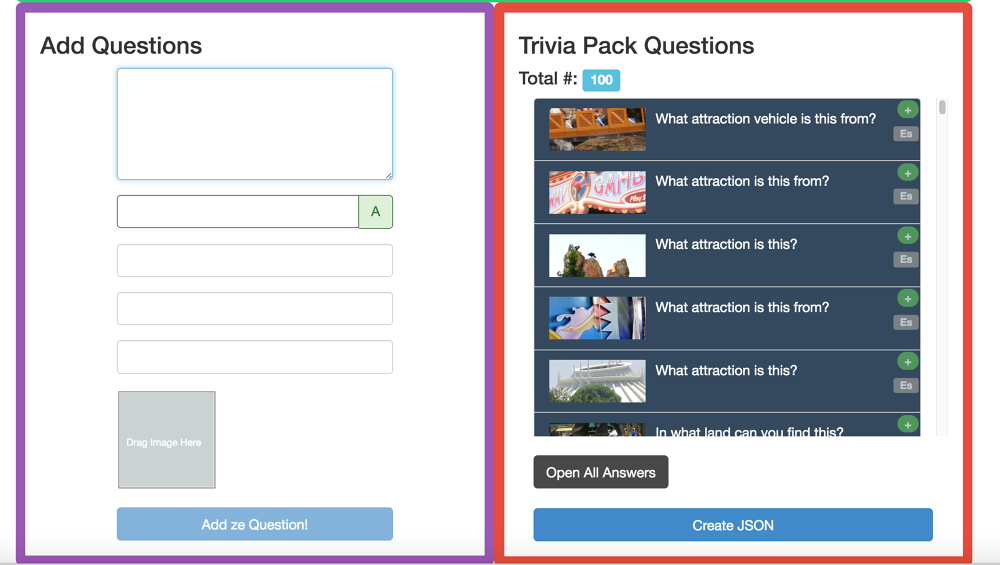 Add Questions
A
Drag Image Here
Add ze Question!
Trivia Pack Questions
Total #: 100
What attraction vehicle is this from?
+
Es
What attraction is this from?
+
Es
What attraction is this?
+
Es
What attraction is this from?
+
Es
What attraction is this?
+
Es
In what land can you find this?
+
Open All Answers
Create JSON